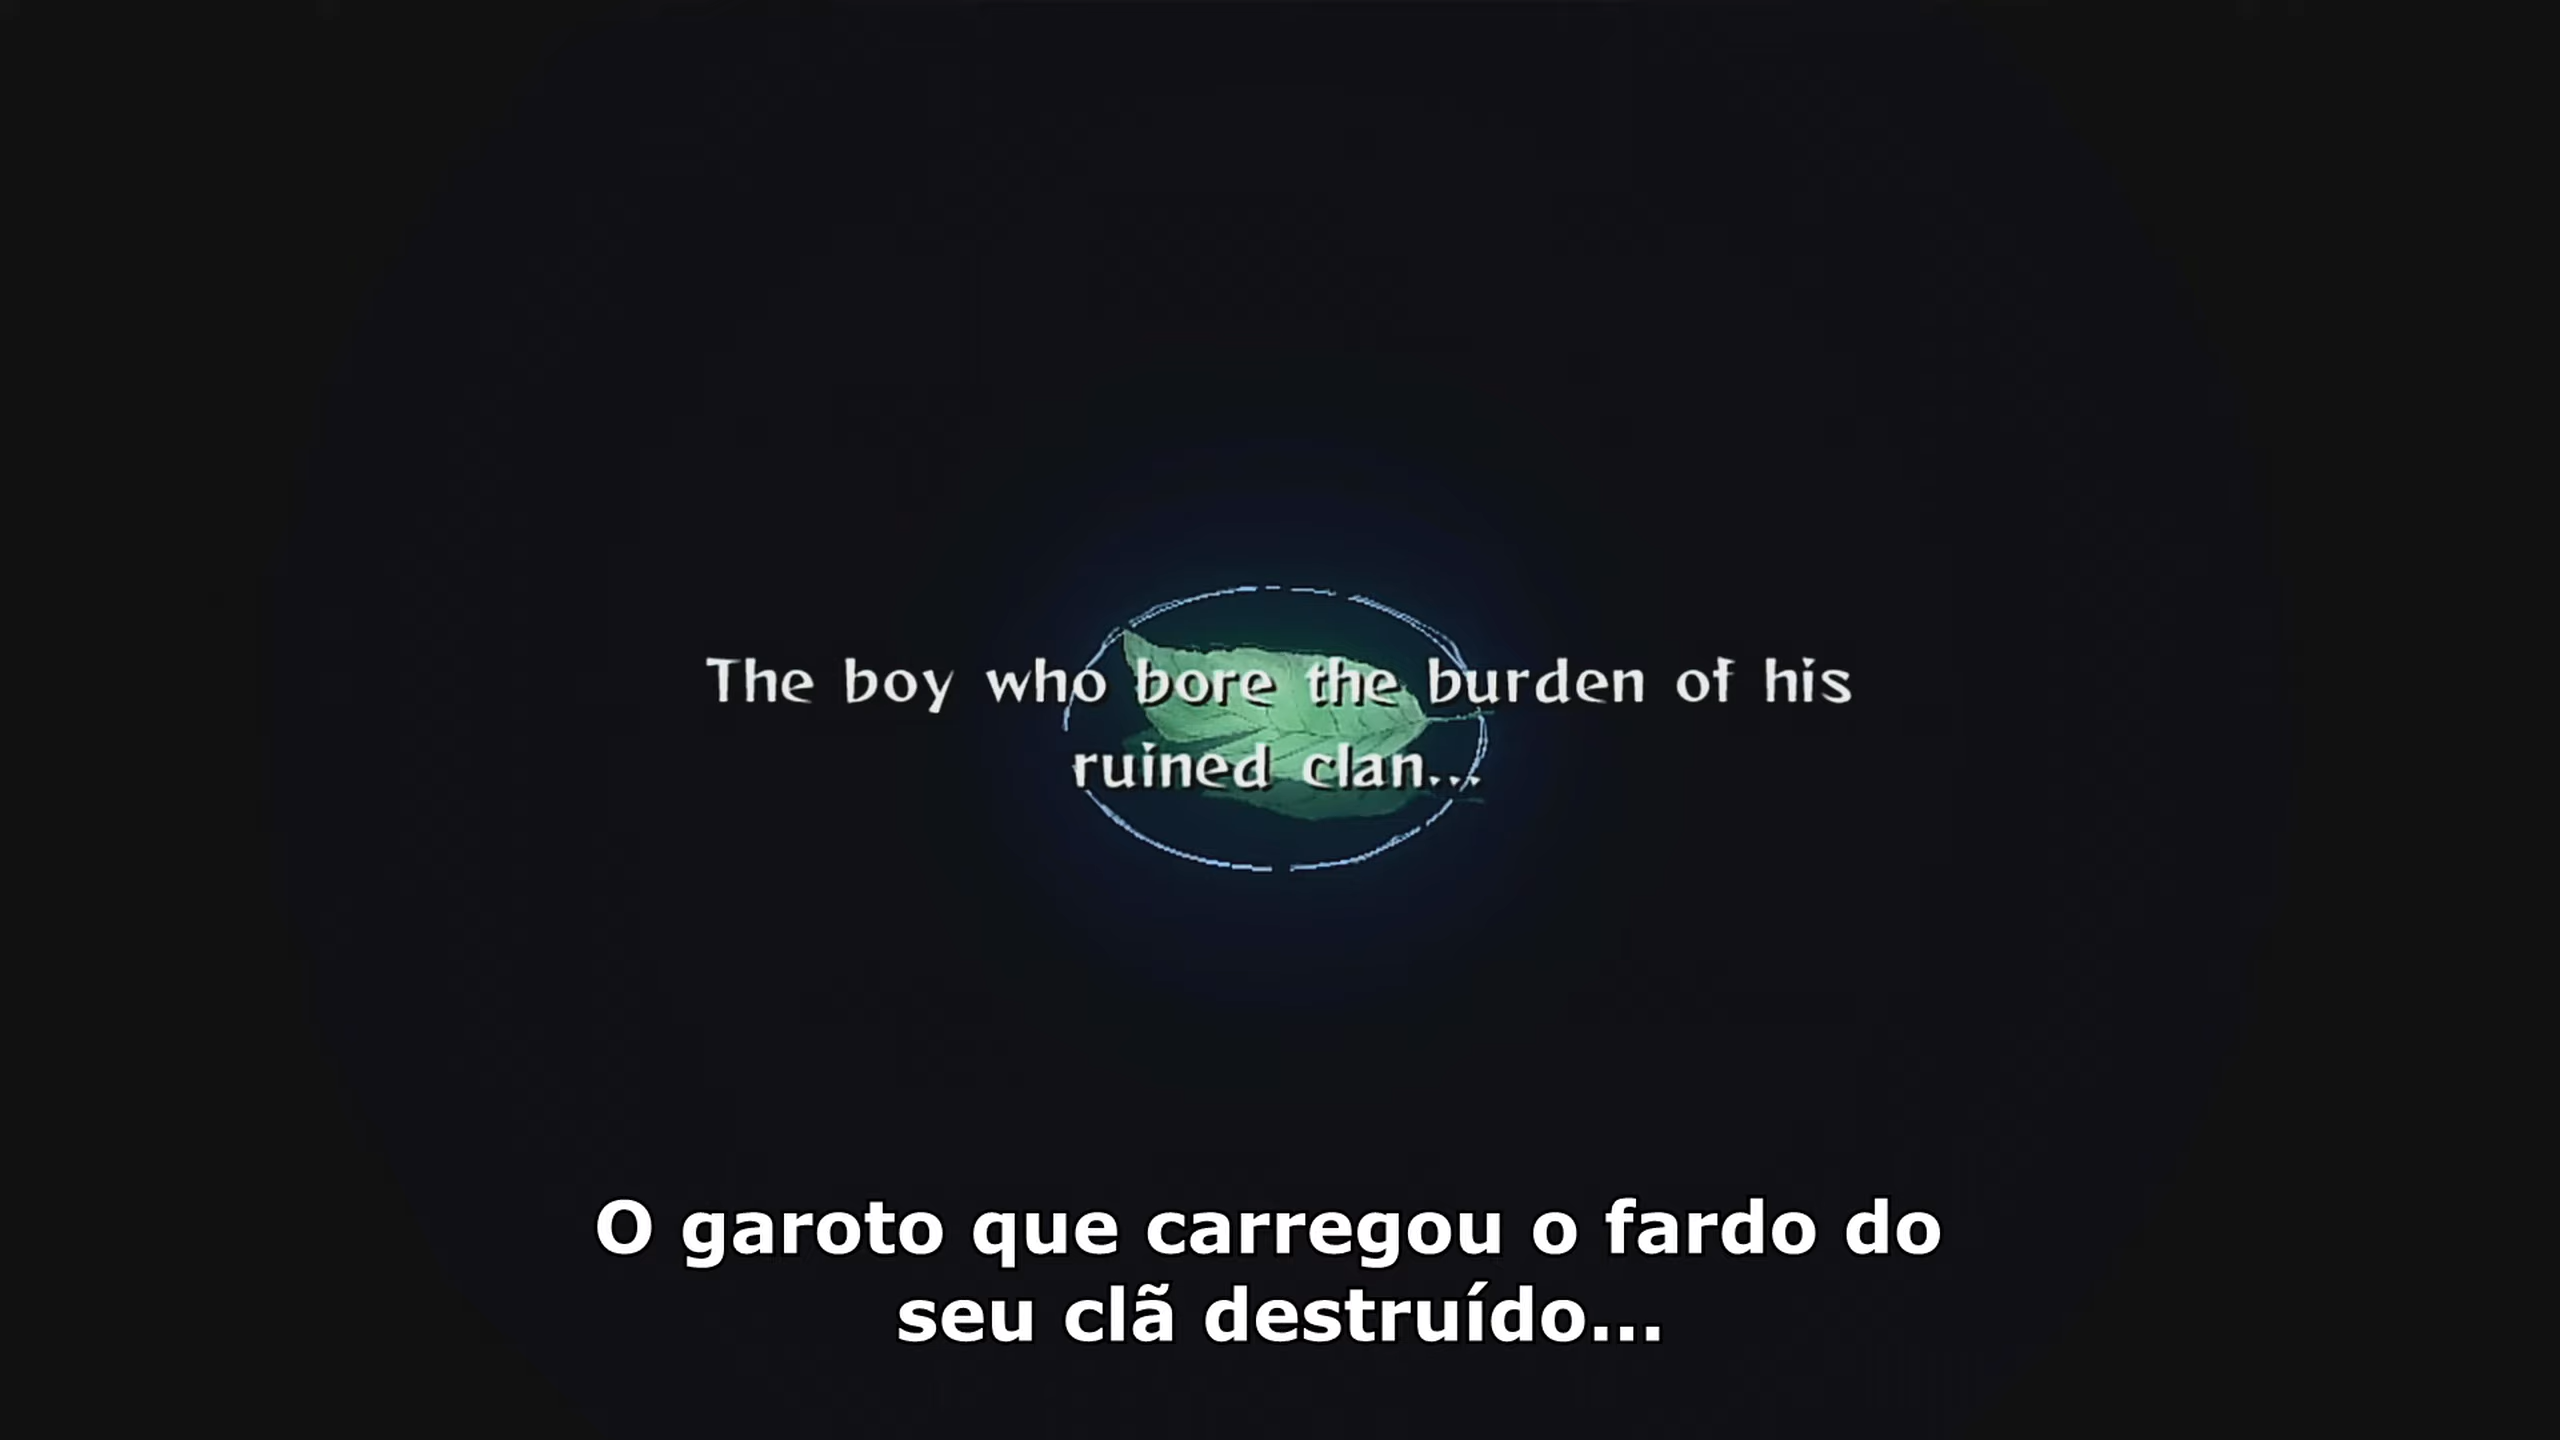 The boy who bore the burden of his
ruined clan...
O garoto que carregou o fardo do
seu clã destruído...